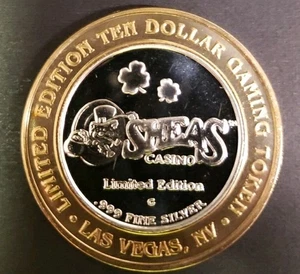 LIMITED EDITION TEN DOLLAR GAMING TOKEN
O'SHEAS
CASINO
Limited Edition
G
.999 FINE SILVER
• LAS VEGAS, NV •